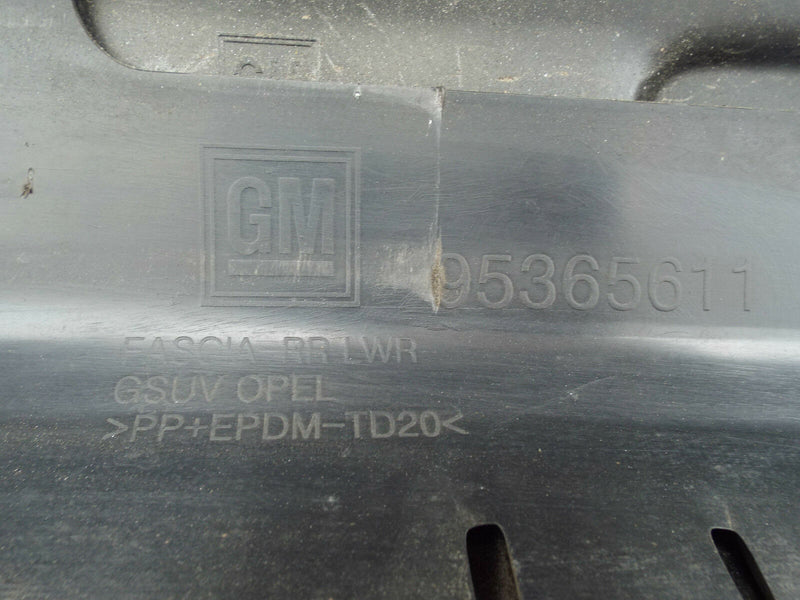 GM
95365611
FASCIA RR LWR
GSUV OPEL
>PP+EPDM-TD20<